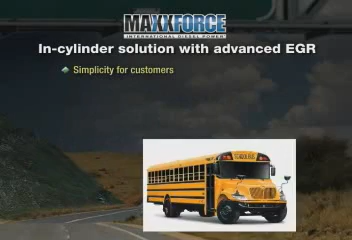 MAXXFORCE
INTERNATIONAL DIESEL POWER
In-cylinder solution with advanced EGR
Simplicity for customers